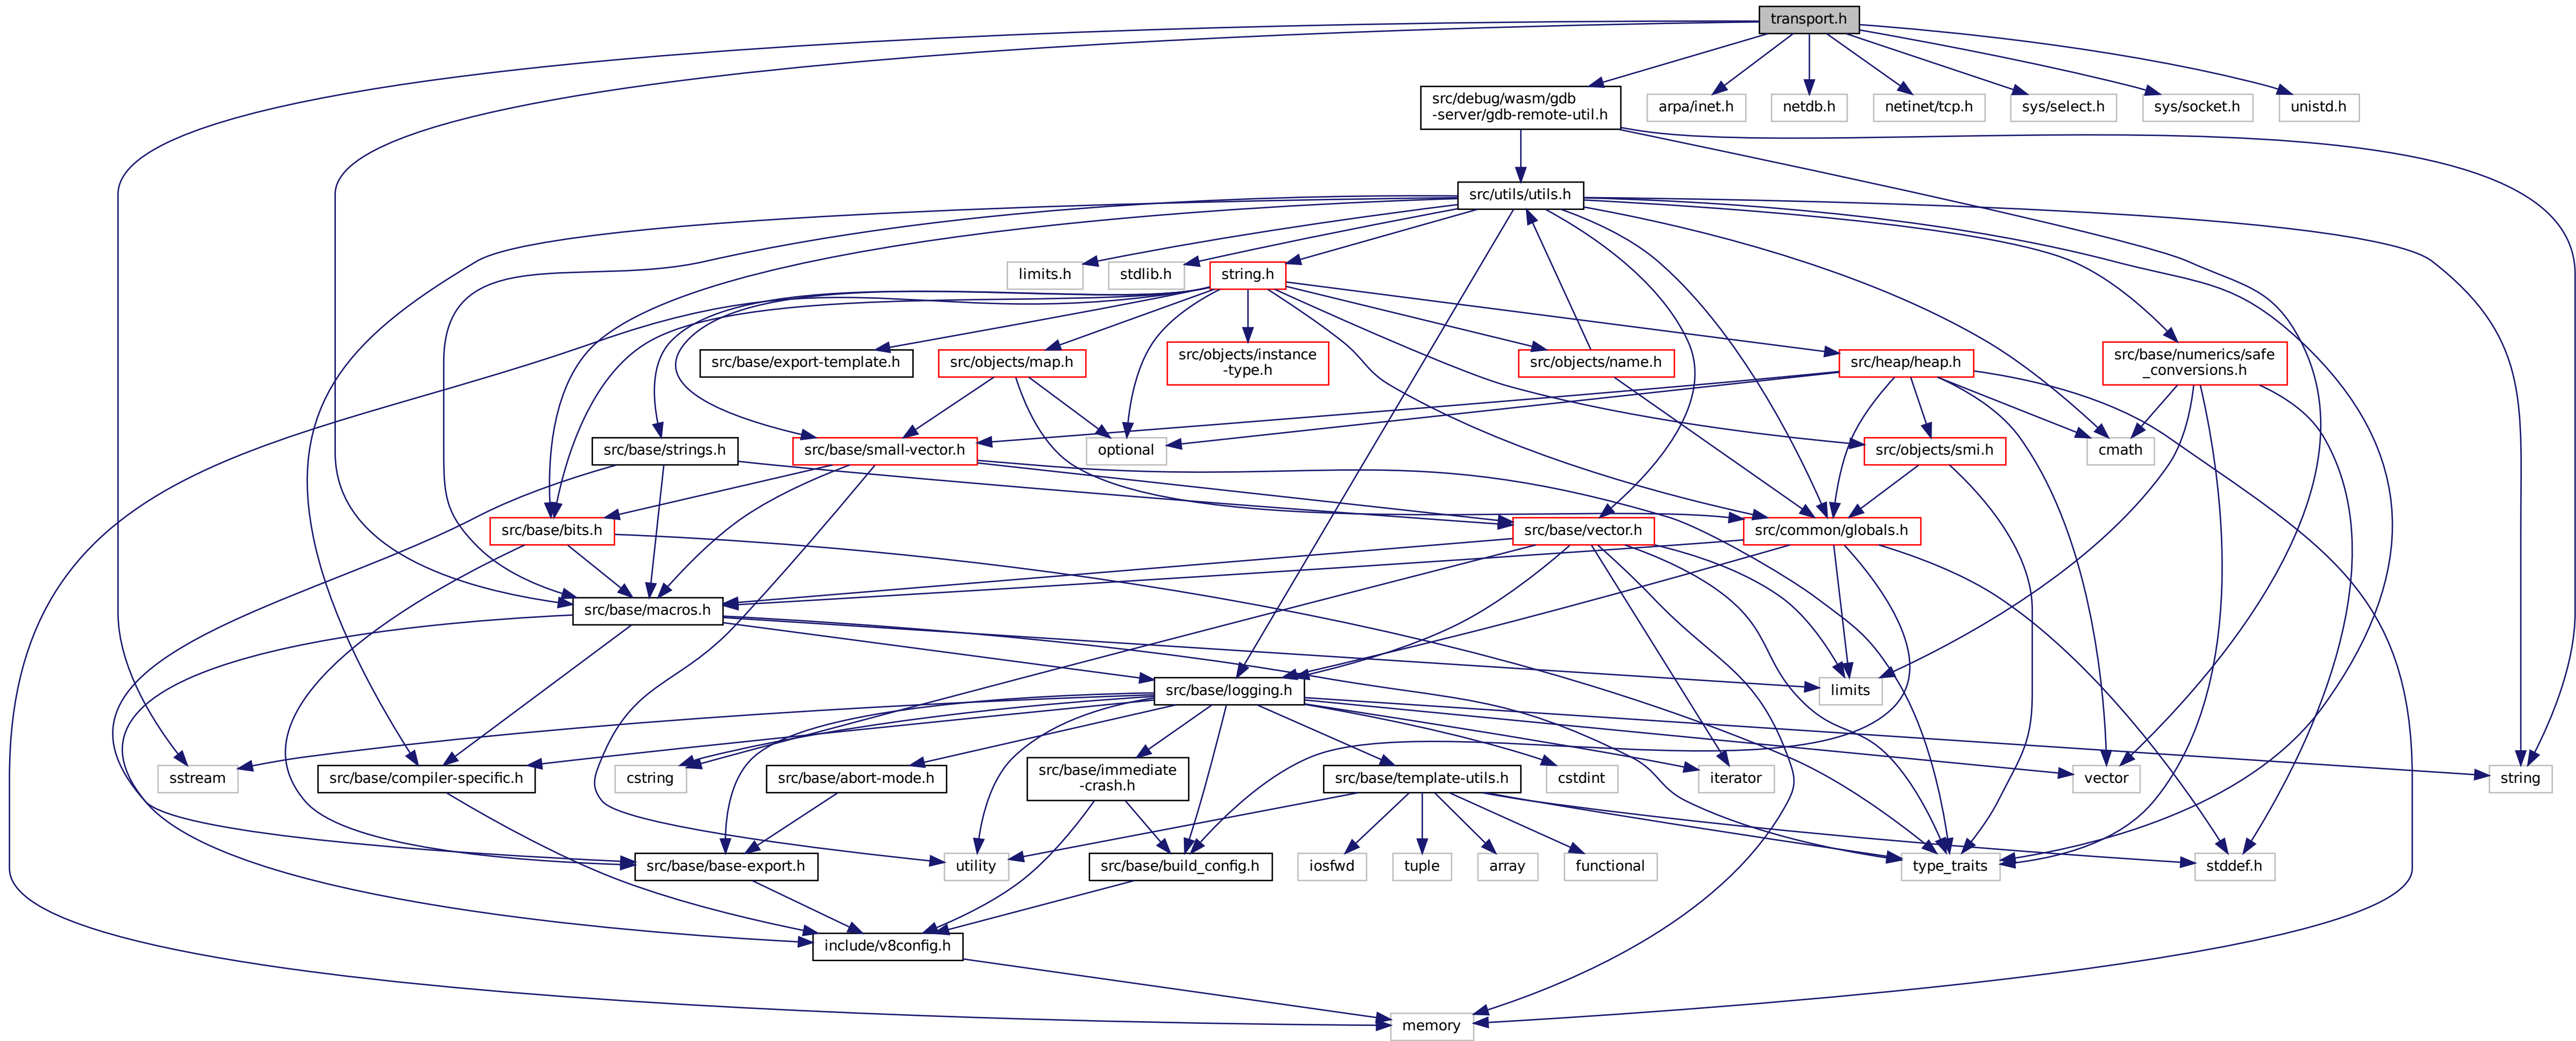 transport.h
src/debug/wasm/gdb
-server/gdb-remote-util.h
arpa/inet.h
netdb.h
netinet/tcp.h
sys/select.h
sys/socket.h
unistd.h
src/utils/utils.h
limits.h
stdlib.h
string.h
src/base/export-template.h
src/objects/map.h
src/objects/instance
-type.h
src/objects/name.h
src/heap/heap.h
src/base/numerics/safe
_conversions.h
src/base/strings.h
src/base/small-vector.h
optional
src/objects/smi.h
cmath
src/base/bits.h
src/base/vector.h
src/common/globals.h
src/base/macros.h
src/base/logging.h
limits
sstream
src/base/compiler-specific.h
cstring
src/base/abort-mode.h
src/base/immediate
-crash.h
src/base/template-utils.h
cstdint
iterator
vector
string
src/base/base-export.h
utility
src/base/build_config.h
iosfwd
tuple
array
functional
type_traits
stddef.h
include/v8config.h
memory